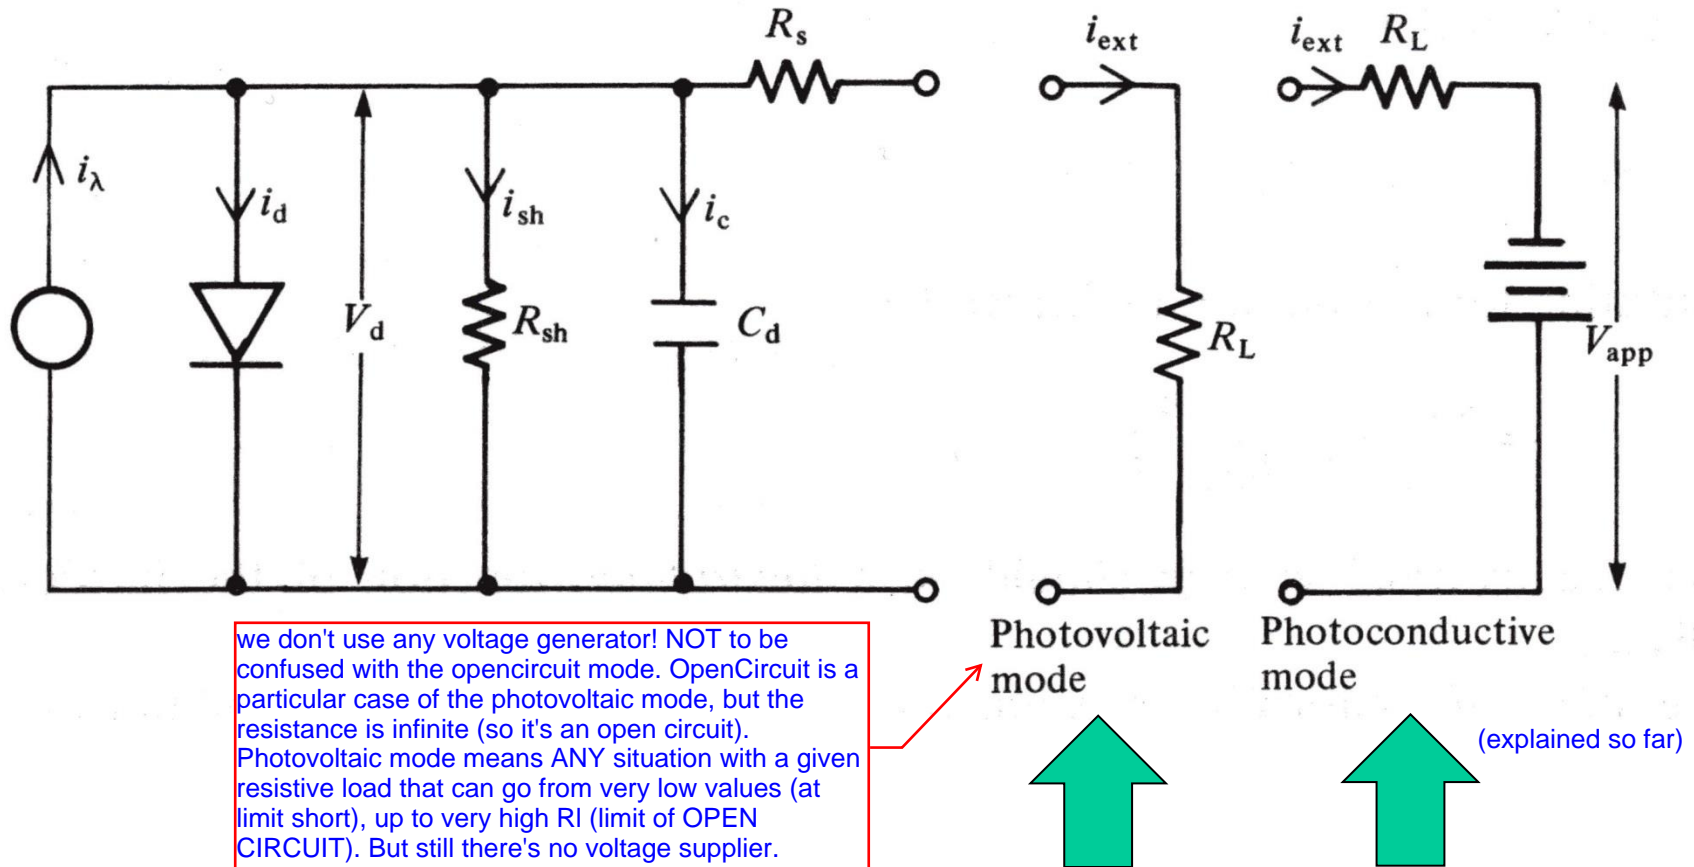 R_s
i_ext
i_ext
R_L
i_λ
i_d
i_sh
i_c
V_d
R_sh
C_d
R_L
V_app
Photovoltaic
mode
Photoconductive
mode
we don't use any voltage generator! NOT to be
confused with the opencircuit mode. OpenCircuit is a
particular case of the photovoltaic mode, but the
resistance is infinite (so it's an open circuit).
Photovoltaic mode means ANY situation with a given
resistive load that can go from very low values (at
limit short), up to very high Rl (limit of OPEN
CIRCUIT). But still there's no voltage supplier.
(explained so far)